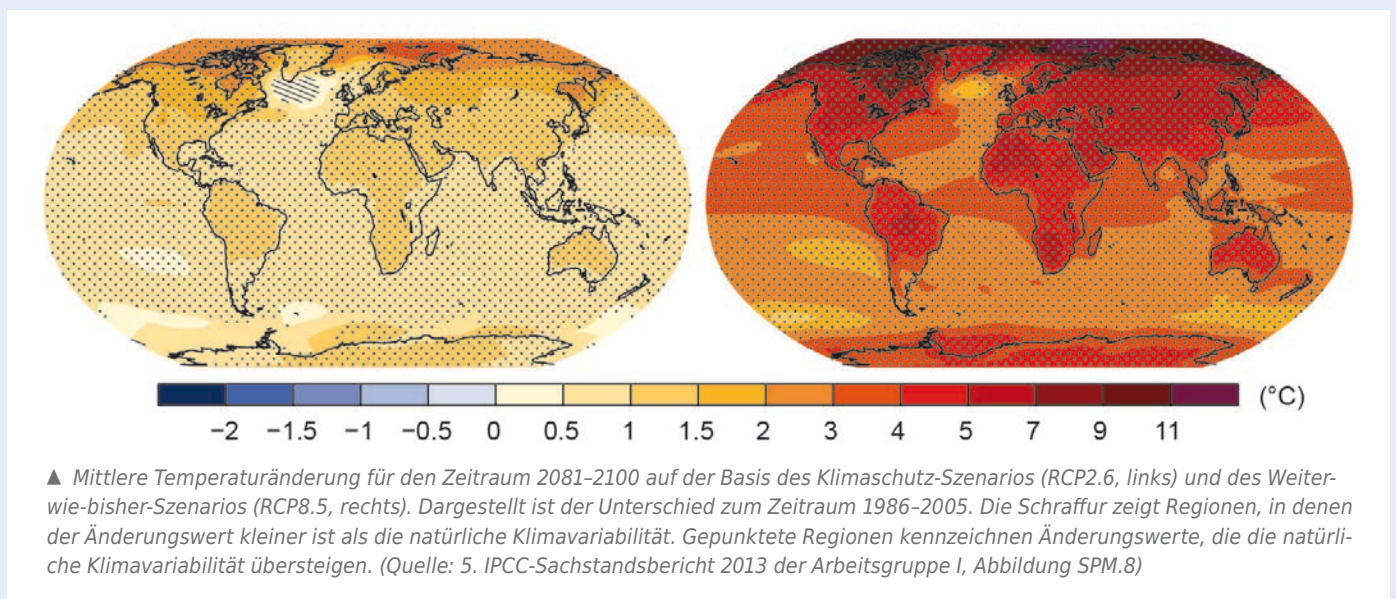 (°C)
−2 −1.5 −1 −0.5 0 0.5 1 1.5 2 3 4 5 7 9 11
▲ Mittlere Temperaturänderung für den Zeitraum 2081–2100 auf der Basis des Klimaschutz-Szenarios (RCP2.6, links) und des Weiter-
wie-bisher-Szenarios (RCP8.5, rechts). Dargestellt ist der Unterschied zum Zeitraum 1986–2005. Die Schraffur zeigt Regionen, in denen
der Änderungswert kleiner ist als die natürliche Klimavariabilität. Gepunktete Regionen kennzeichnen Änderungswerte, die die natürli-
che Klimavariabilität übersteigen. (Quelle: 5. IPCC-Sachstandsbericht 2013 der Arbeitsgruppe I, Abbildung SPM.8)